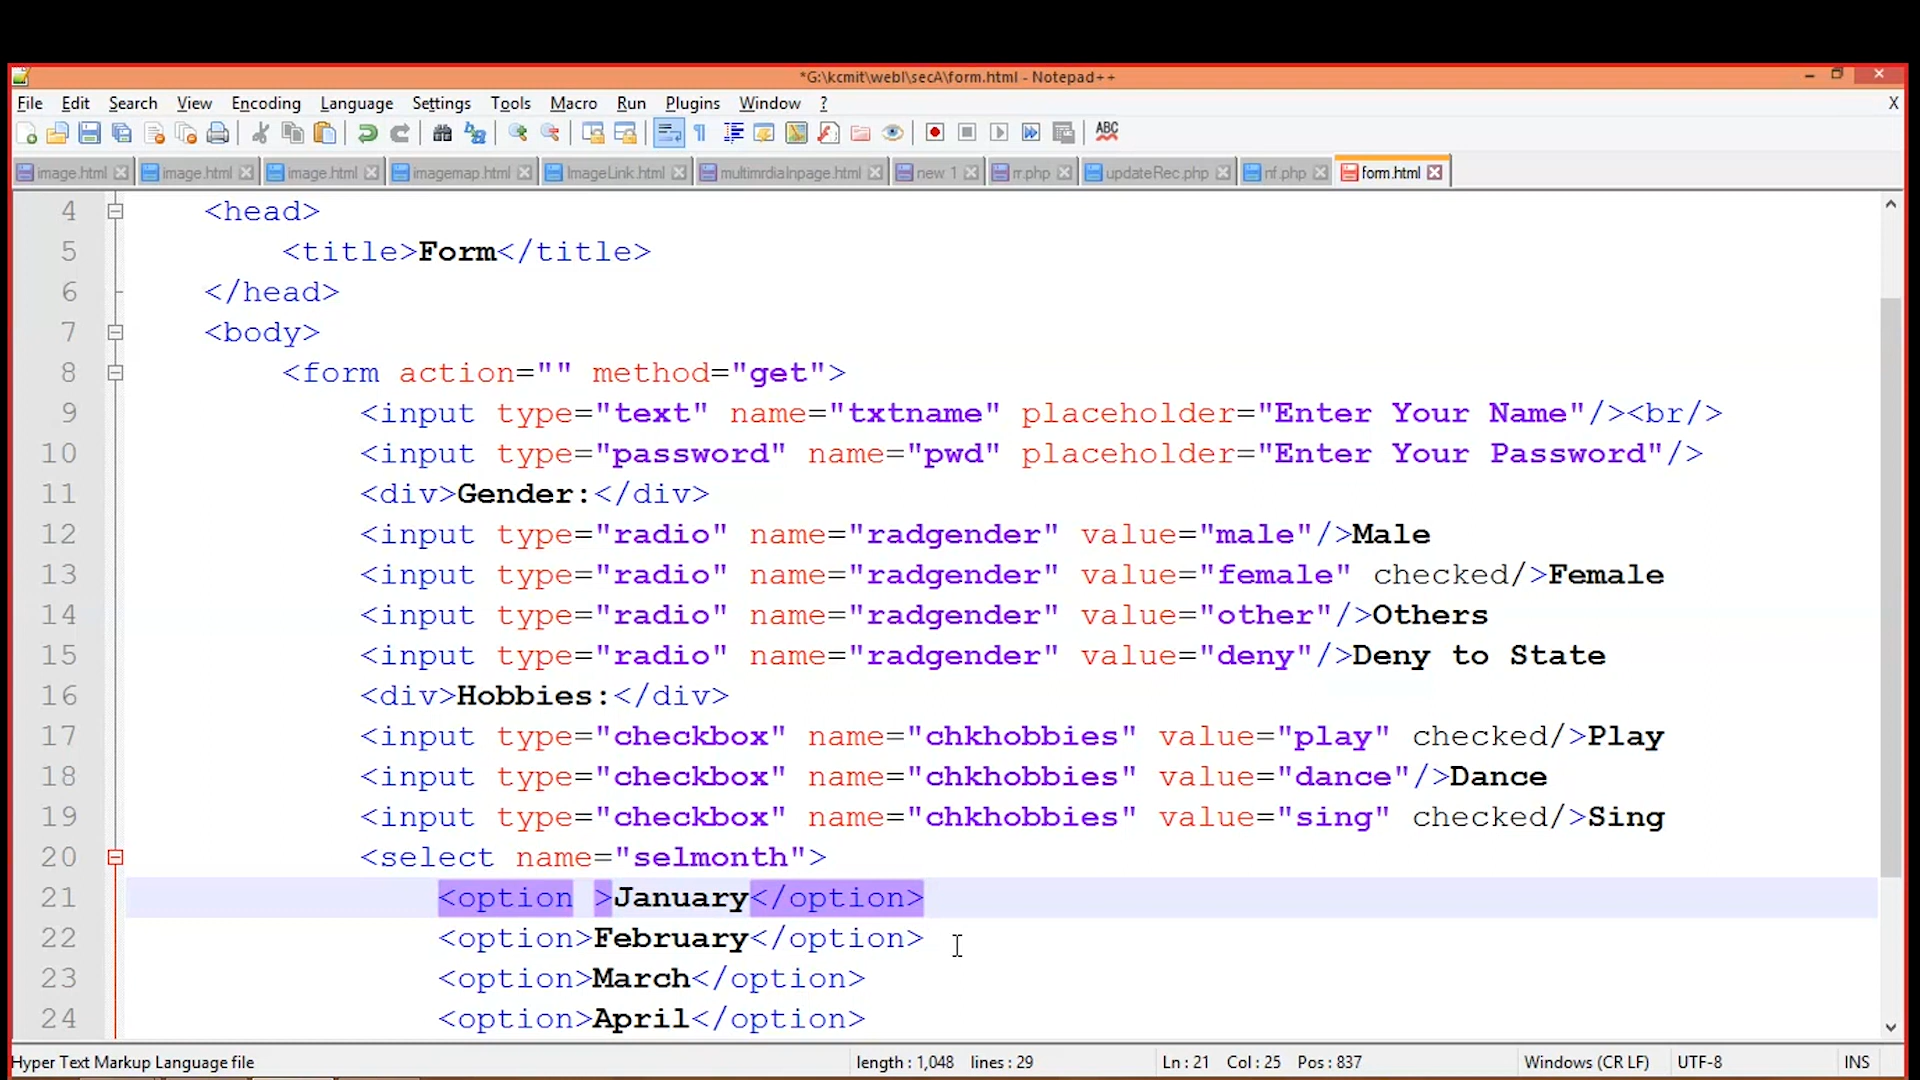 *G:\kcmit\webI\secA\form.html - Notepad++
File Edit Search View Encoding Language Settings Tools Macro Run Plugins Window ? X
ABC
image.html image.html image.html imagemap.html ImageLink.html multimrdiaInpage.html new 1 rr.php updateRec.php nf.php form.html
4 <head>
5 <title>Form</title>
6 </head>
7 <body>
8 <form action="" method="get">
9 <input type="text" name="txtname" placeholder="Enter Your Name"/><br/>
10 <input type="password" name="pwd" placeholder="Enter Your Password"/>
11 <div>Gender:</div>
12 <input type="radio" name="radgender" value="male"/>Male
13 <input type="radio" name="radgender" value="female" checked/>Female
14 <input type="radio" name="radgender" value="other"/>Others
15 <input type="radio" name="radgender" value="deny"/>Deny to State
16 <div>Hobbies:</div>
17 <input type="checkbox" name="chkhobbies" value="play" checked/>Play
18 <input type="checkbox" name="chkhobbies" value="dance"/>Dance
19 <input type="checkbox" name="chkhobbies" value="sing" checked/>Sing
20 <select name="selmonth">
21 <option >January</option>
22 <option>February</option>
23 <option>March</option>
24 <option>April</option>
Hyper Text Markup Language file length : 1,048 lines : 29 Ln : 21 Col : 25 Pos : 837 Windows (CR LF) UTF-8 INS